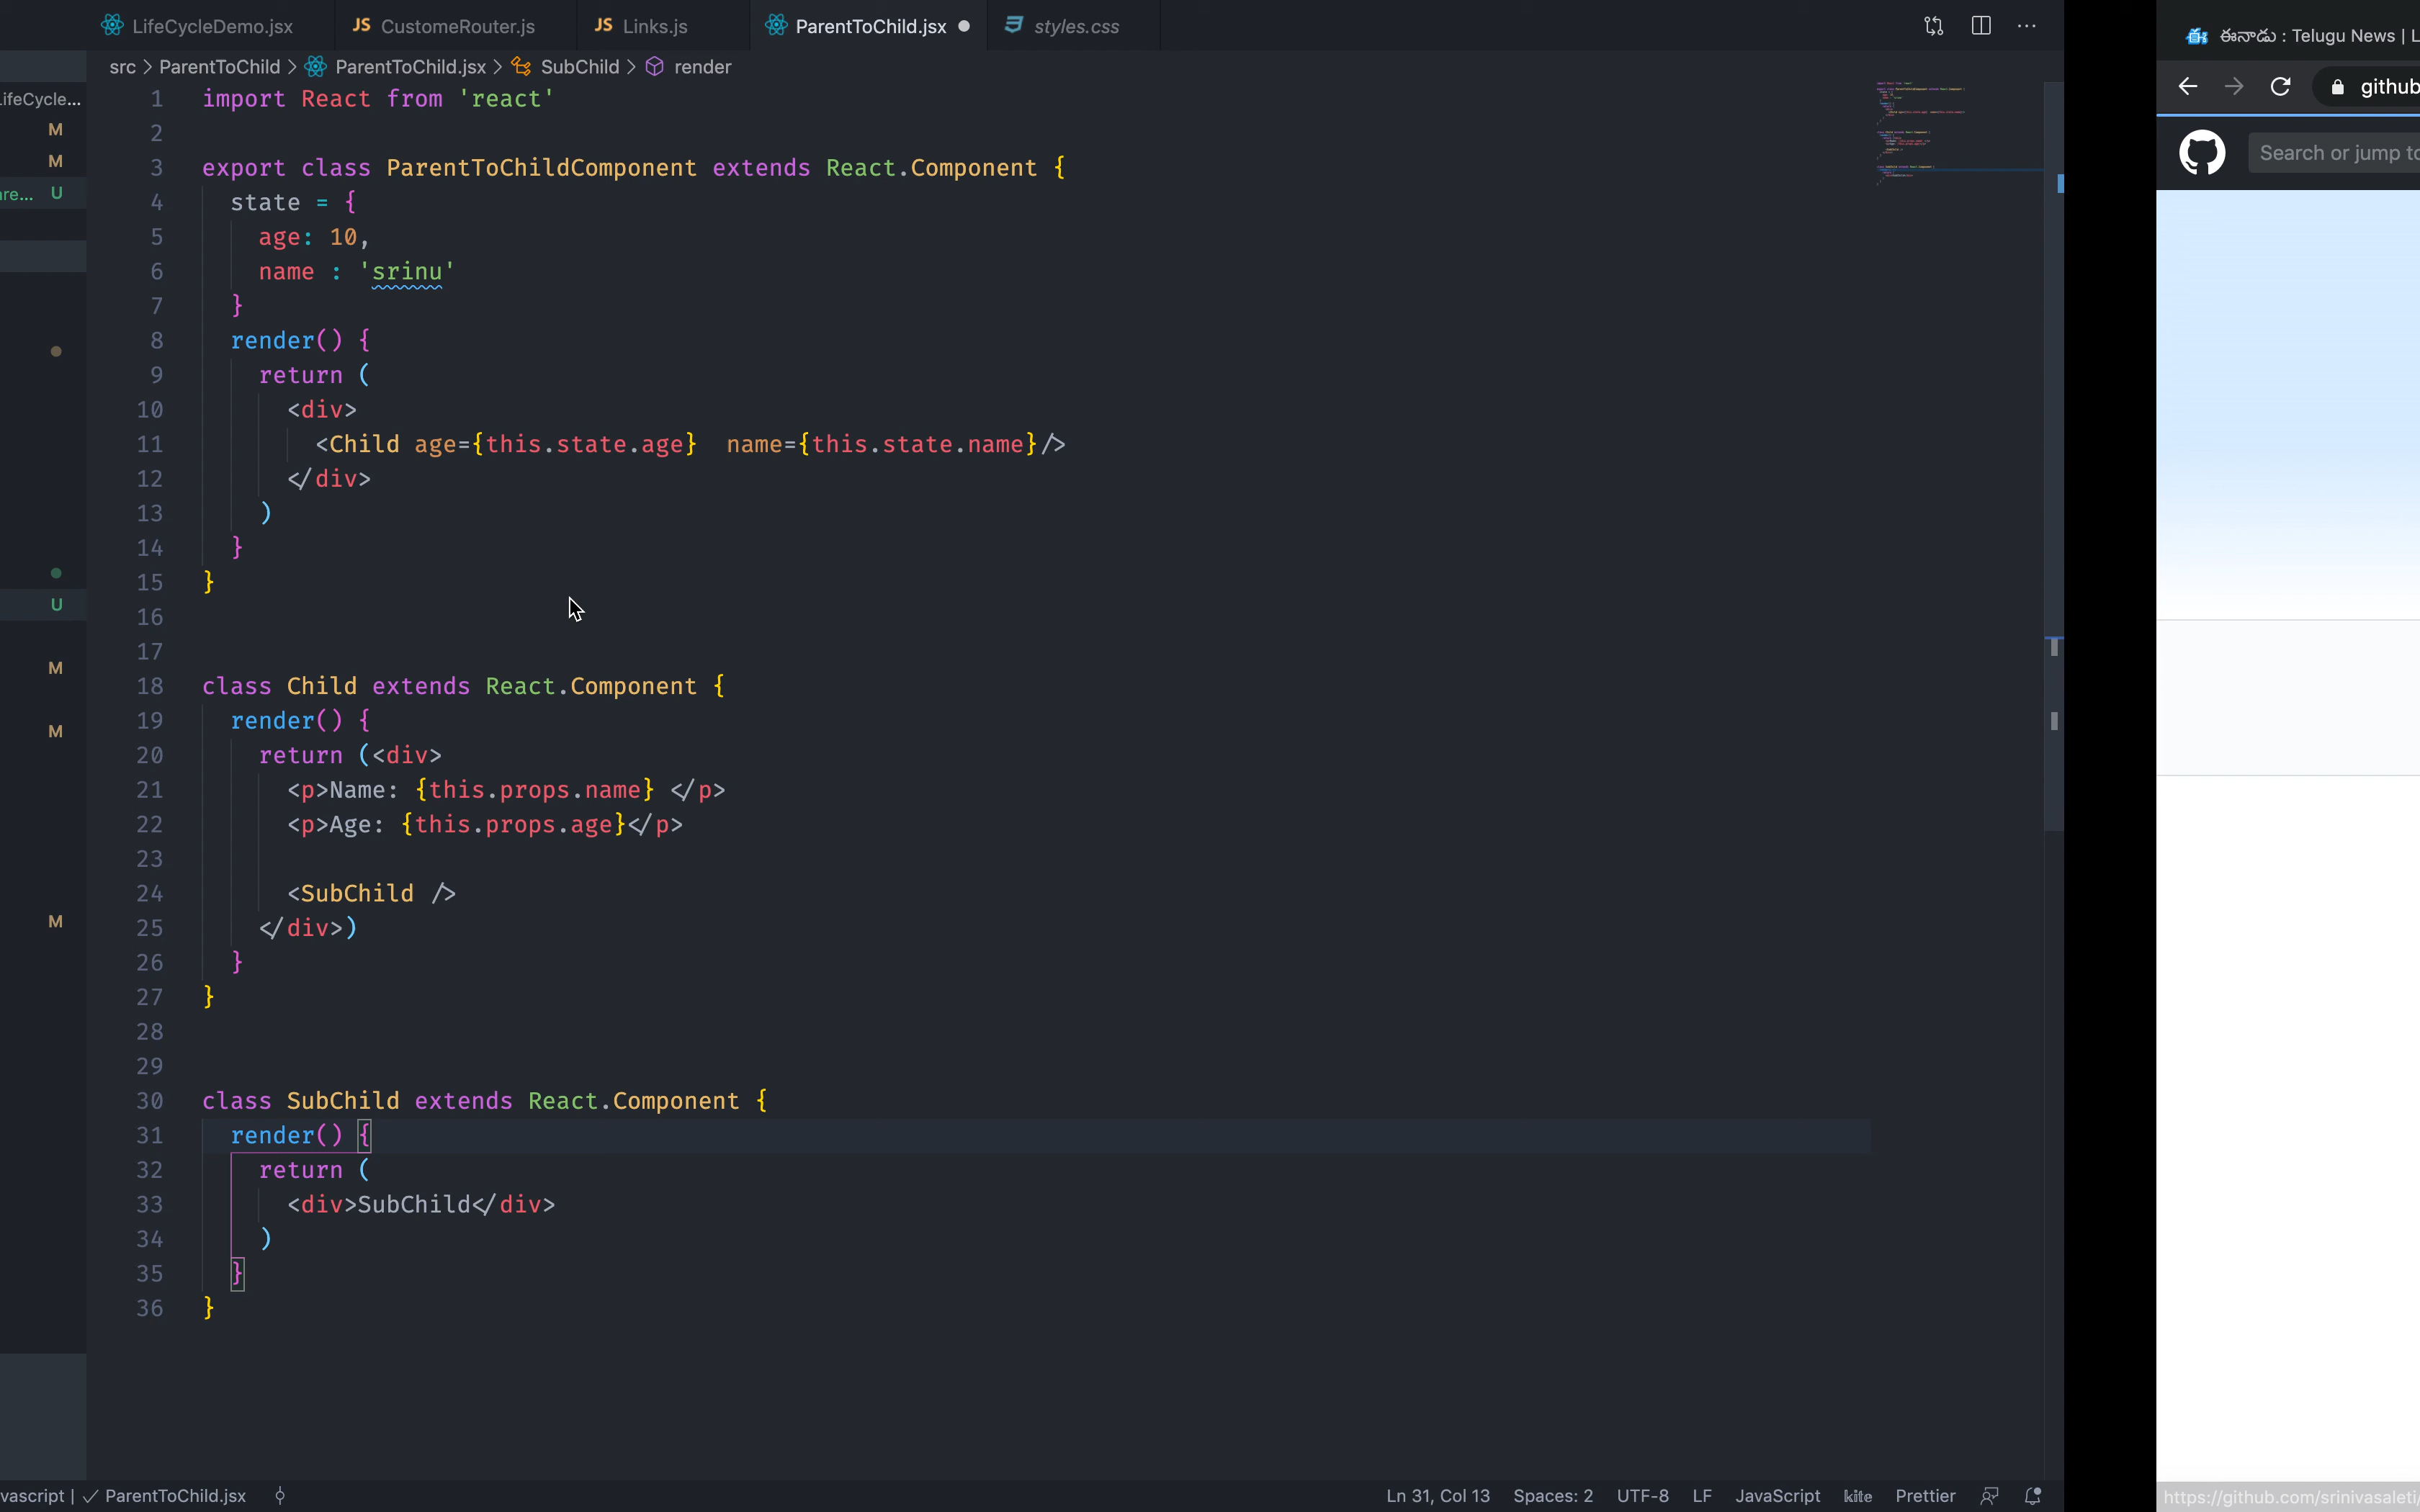 LifeCycleDemo.jsx JS CustomeRouter.js JS Links.js ParentToChild.jsx styles.css
src > ParentToChild > ParentToChild.jsx > SubChild > render
ifeCycle...
M
M
re... U
U
M
M
M
1 import React from 'react'
2
3 export class ParentToChildComponent extends React.Component {
4 state = {
5 age: 10,
6 name : 'srinu'
7 }
8 render() {
9 return (
10 <div>
11 <Child age={this.state.age} name={this.state.name}/>
12 </div>
13 )
14 }
15 }
16
17
18 class Child extends React.Component {
19 render() {
20 return (<div>
21 <p>Name: {this.props.name} </p>
22 <p>Age: {this.props.age}</p>
23
24 <SubChild />
25 </div>)
26 }
27 }
28
29
30 class SubChild extends React.Component {
31 render() {
32 return (
33 <div>SubChild</div>
34 )
35 }
36 }
vascript | ✓ ParentToChild.jsx
Ln 31, Col 13 Spaces: 2 UTF-8 LF JavaScript kite Prettier
ఈనాడు : Telugu News | L
github
Search or jump to
https://github.com/srinivasaleti/